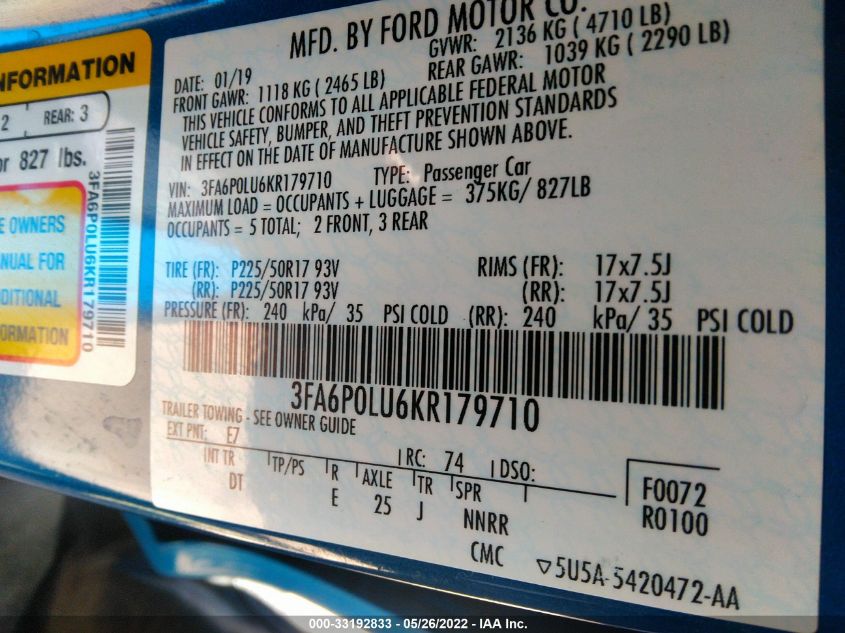 INFORMATION
2 REAR: 3
or 827 lbs.
3FA6P0LU6KR179710
OWNERS
FOR
MFD. BY FORD MOTOR CO.
DATE: 01/19 GVWR: 2136 KG ( 4710 LB)
FRONT GAWR: 1118 KG ( 2465 LB) REAR GAWR: 1039 KG ( 2290 LB)
THIS VEHICLE CONFORMS TO ALL APPLICABLE FEDERAL MOTOR
VEHICLE SAFETY, BUMPER, AND THEFT PREVENTION STANDARDS
IN EFFECT ON THE DATE OF MANUFACTURE SHOWN ABOVE.
VIN: 3FA6P0LU6KR179710 TYPE: Passenger Car
MAXIMUM LOAD = OCCUPANTS + LUGGAGE = 375KG/ 827LB
OCCUPANTS = 5 TOTAL; 2 FRONT, 3 REAR
TIRE (FR): P225/50R17 93V RIMS (FR): 17x7.5J
(RR): P225/50R17 93V (RR): 17x7.5J
PRESSURE (FR): 240 kPa/ 35 PSI COLD (RR): 240 kPa/ 35 PSI COLD
3FA6P0LU6KR179710
TRAILER TOWING - SEE OWNER GUIDE
EXT PNT: E7 RC: 74 DSO:
INT TR TP/PS R AXLE TR SPR
DT E 25 J NNRR
CMC
F0072
R0100
5U5A-5420472-AA
000-33192833 - 05/26/2022 - IAA Inc.